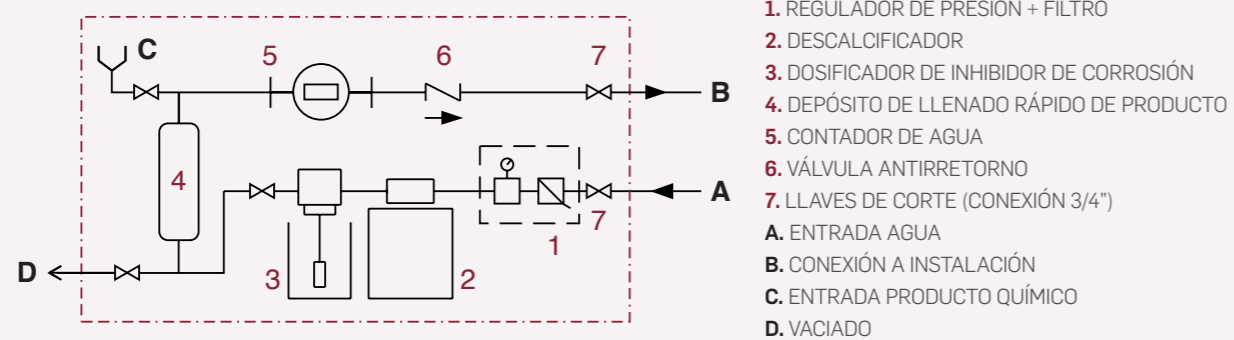 C
5
6
7
B
4
A
7
1
D
3
2
1. REGULADOR DE PRESIÓN + FILTRO
2. DESCALCIFICADOR
3. DOSIFICADOR DE INHIBIDOR DE CORROSIÓN
4. DEPÓSITO DE LLENADO RÁPIDO DE PRODUCTO
5. CONTADOR DE AGUA
6. VÁLVULA ANTIRRETORNO
7. LLAVES DE CORTE (CONEXIÓN 3/4")
A. ENTRADA AGUA
B. CONEXIÓN A INSTALACIÓN
C. ENTRADA PRODUCTO QUÍMICO
D. VACIADO